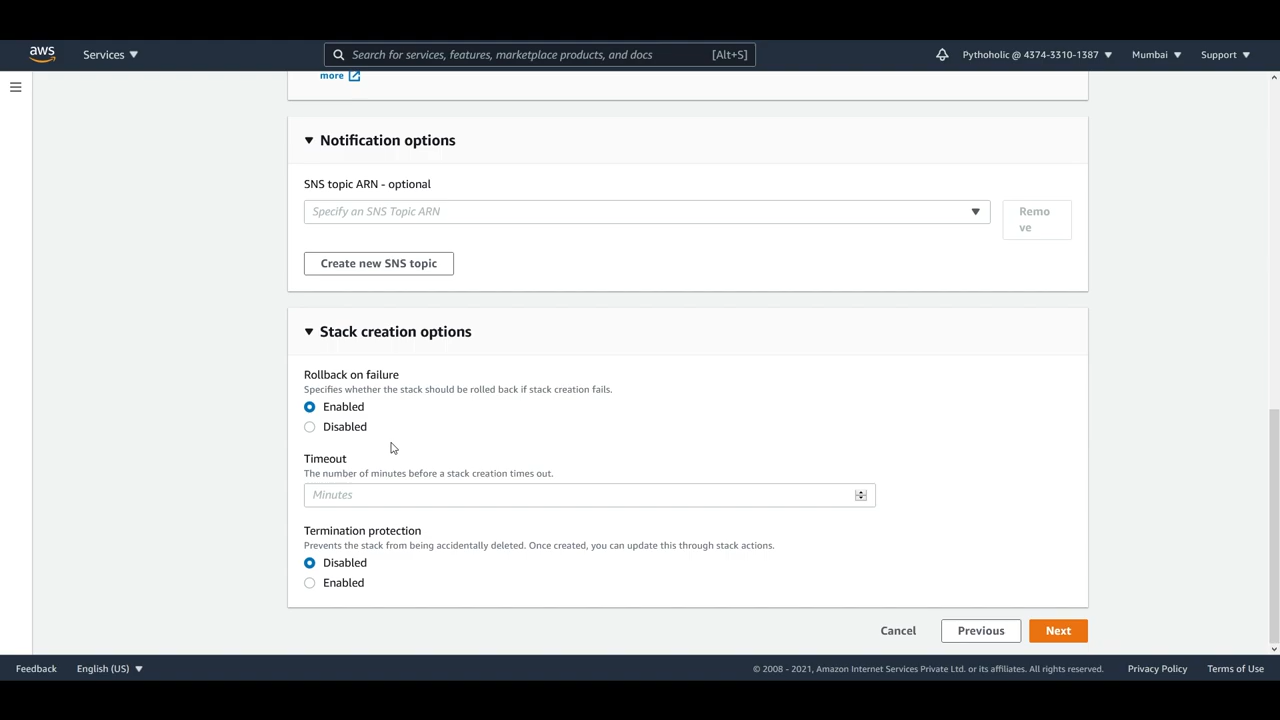 aws
Services
Search for services, features, marketplace products, and docs
[Alt+S]
Pythoholic @ 4374-3310-1387
Mumbai
Support
more
Notification options
SNS topic ARN - optional
Specify an SNS Topic ARN
Remo
ve
Create new SNS topic
Stack creation options
Rollback on failure
Specifies whether the stack should be rolled back if stack creation fails.
Enabled
Disabled
Timeout
The number of minutes before a stack creation times out.
Minutes
Termination protection
Prevents the stack from being accidentally deleted. Once created, you can update this through stack actions.
Disabled
Enabled
Cancel
Previous
Next
Feedback
English (US)
© 2008 - 2021, Amazon Internet Services Private Ltd. or its affiliates. All rights reserved.
Privacy Policy
Terms of Use